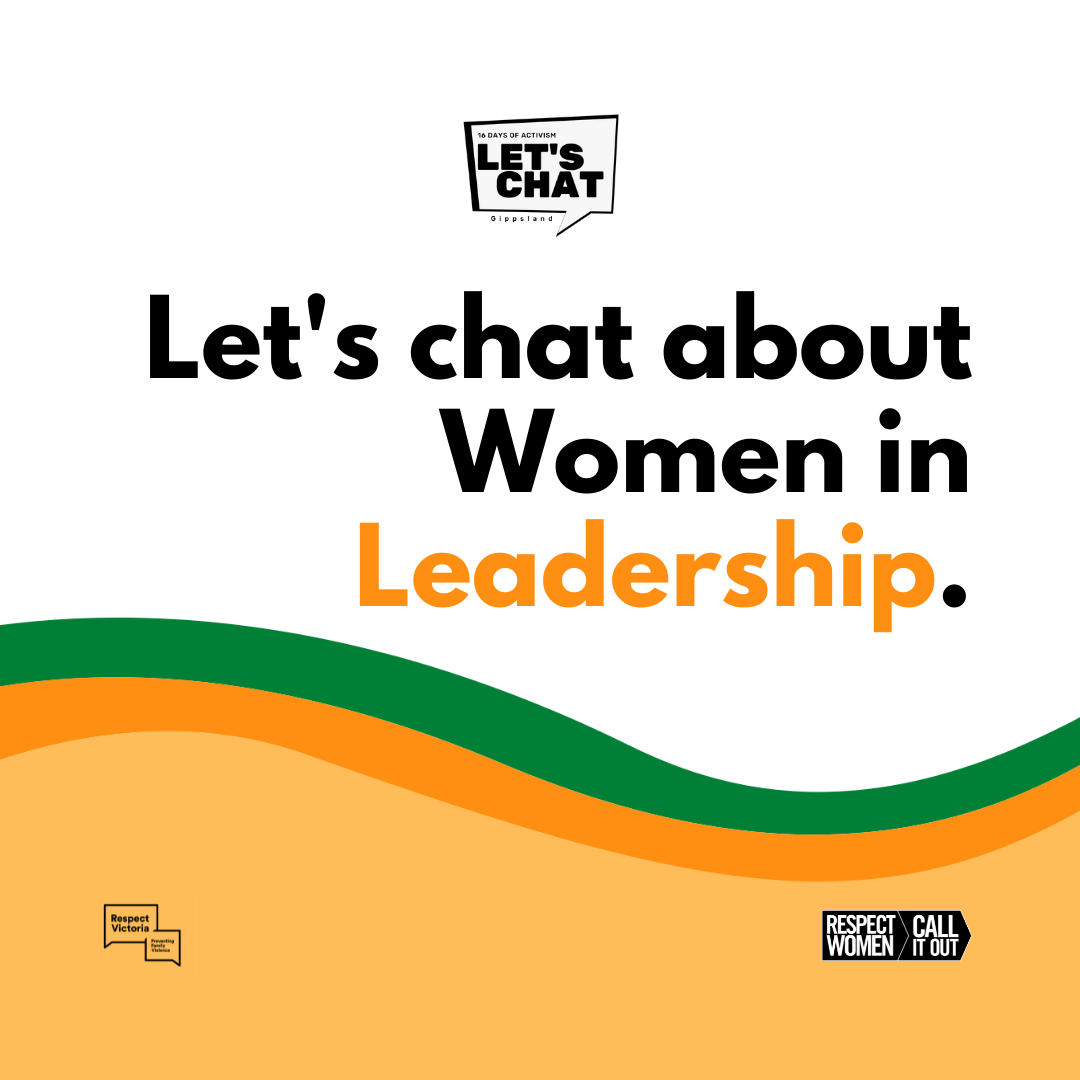 16 DAYS OF ACTIVISM
LET'S
CHAT
Gippsland
Let's chat about
Women in
Leadership.
Respect
Victoria
Preventing
Family
Violence
RESPECT
WOMEN
CALL
IT OUT